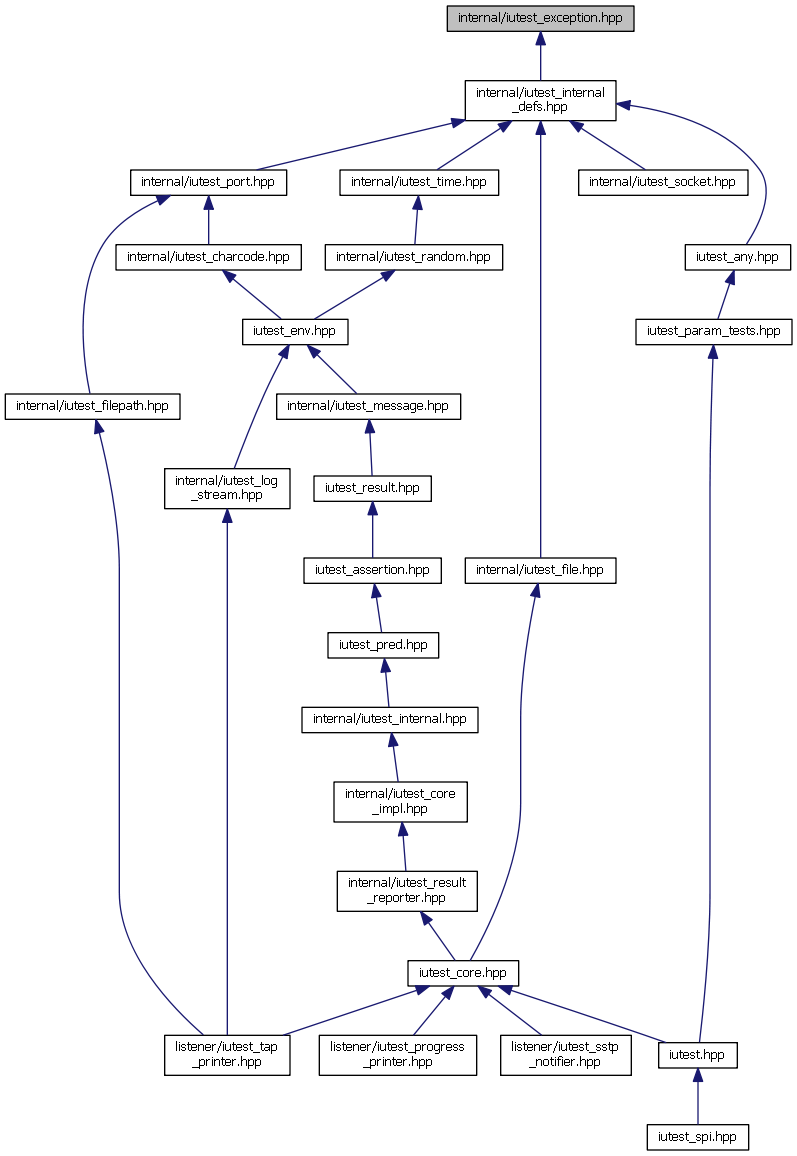 internal/iutest_exception.hpp
internal/iutest_internal
_defs.hpp
internal/iutest_port.hpp
internal/iutest_time.hpp
internal/iutest_socket.hpp
internal/iutest_charcode.hpp
internal/iutest_random.hpp
iutest_any.hpp
iutest_env.hpp
iutest_param_tests.hpp
internal/iutest_filepath.hpp
internal/iutest_message.hpp
internal/iutest_log
_stream.hpp
iutest_result.hpp
iutest_assertion.hpp
internal/iutest_file.hpp
iutest_pred.hpp
internal/iutest_internal.hpp
internal/iutest_core
_impl.hpp
internal/iutest_result
_reporter.hpp
iutest_core.hpp
listener/iutest_tap
_printer.hpp
listener/iutest_progress
_printer.hpp
listener/iutest_sstp
_notifier.hpp
iutest.hpp
iutest_spi.hpp